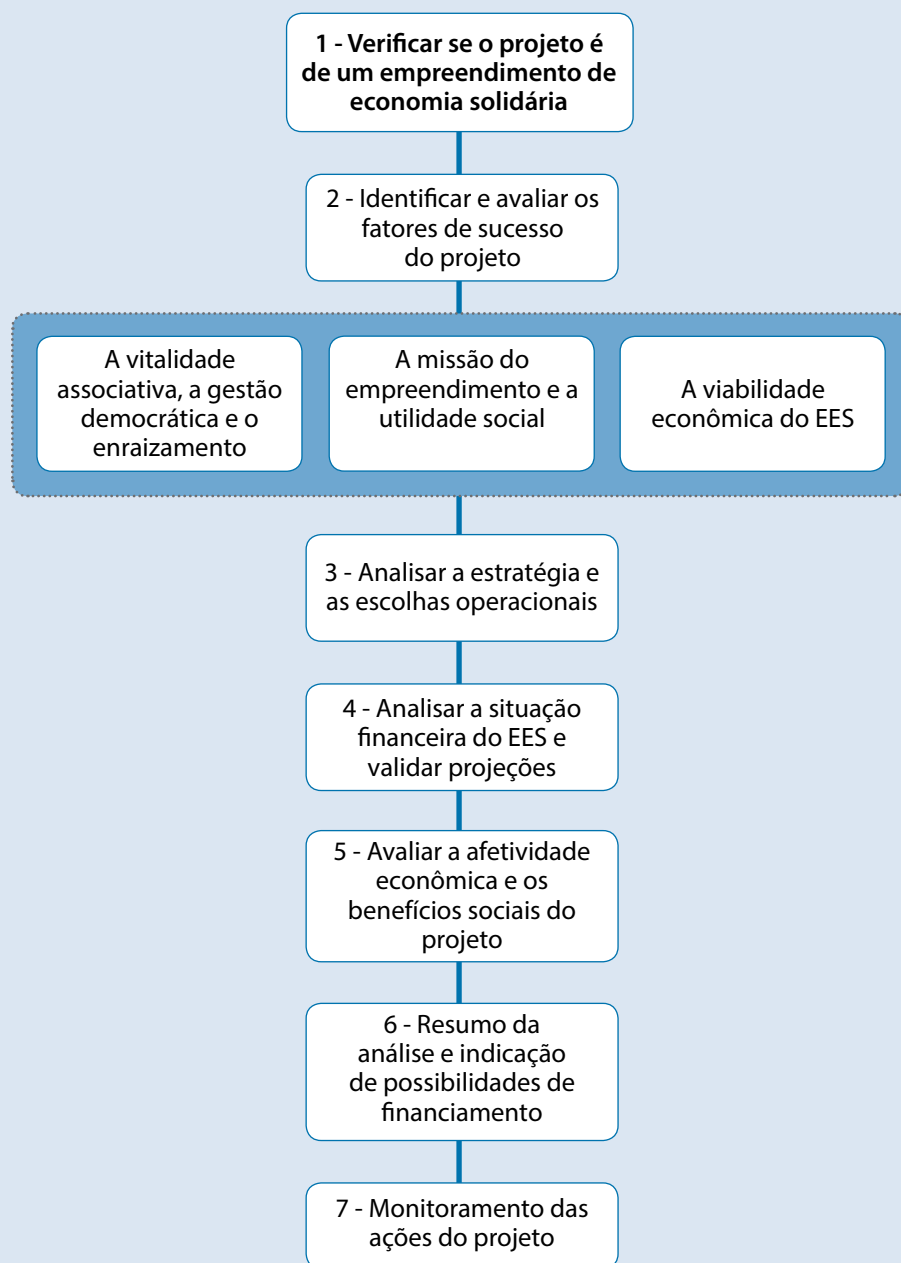 1 - Verificar se o projeto é
de um empreendimento de
economia solidária
2 - Identificar e avaliar os
fatores de sucesso
do projeto
A vitalidade
associativa, a gestão
democrática e o
enraizamento
A missão do
empreendimento e a
utilidade social
A viabilidade
econômica do EES
3 - Analisar a estratégia e
as escolhas operacionais
4 - Analisar a situação
financeira do EES e
validar projeções
5 - Avaliar a afetividade
econômica e os
benefícios sociais do
projeto
6 - Resumo da
análise e indicação
de possibilidades de
financiamento
7 - Monitoramento das
ações do projeto